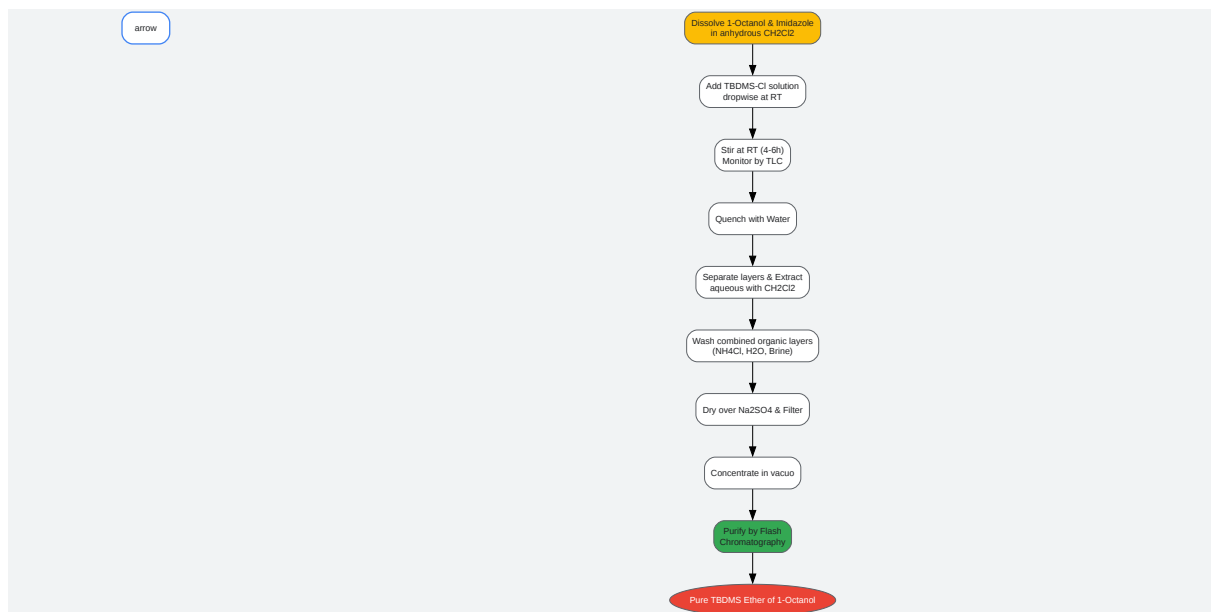 arrow
Dissolve 1-Octanol & Imidazole
in anhydrous CH2Cl2
Add TBDMS-Cl solution
dropwise at RT
Stir at RT (4-6h)
Monitor by TLC
Quench with Water
Separate layers & Extract
aqueous with CH2Cl2
Wash combined organic layers
(NH4Cl, H2O, Brine)
Dry over Na2SO4 & Filter
Concentrate in vacuo
Purify by Flash
Chromatography
Pure TBDMS Ether of 1-Octanol